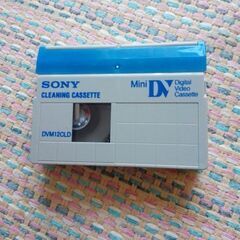 SONY
CLEANING CASSETTE
Mini DV Digital Video Cassette
DVM12CLD